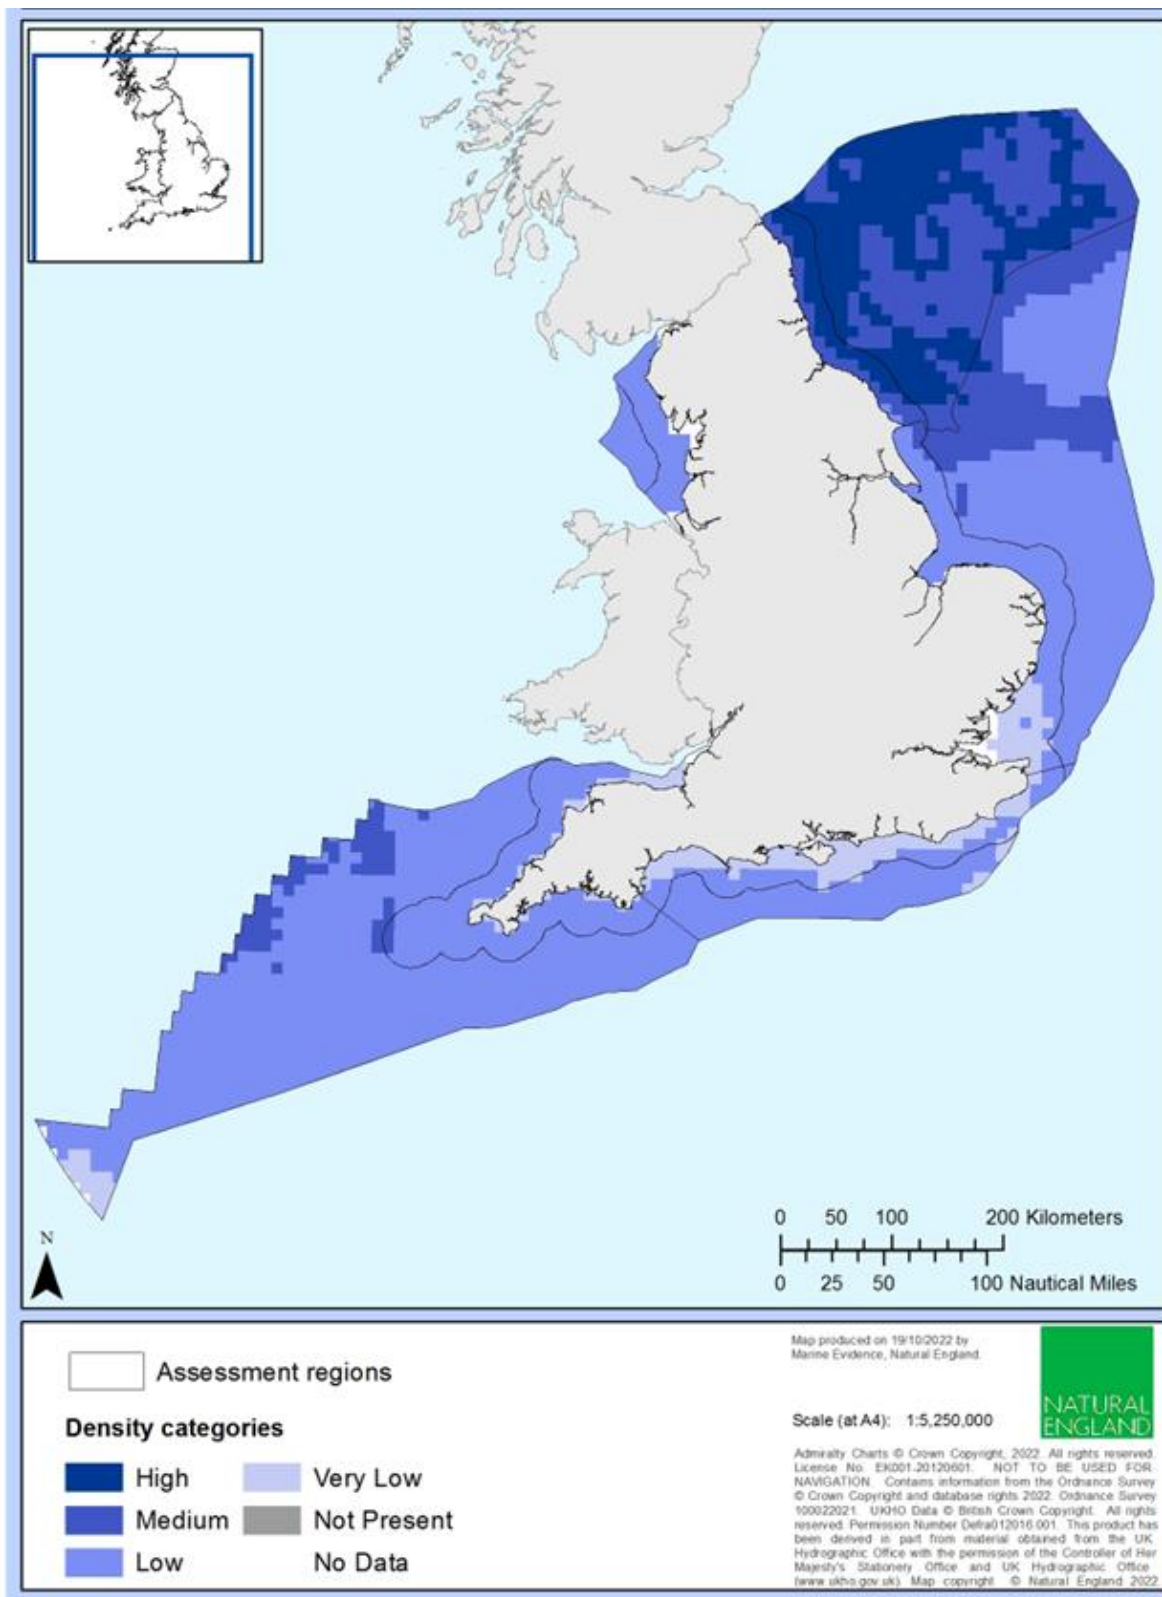 N
0 50 100 200 Kilometers
0 25 50 100 Nautical Miles
Assessment regions
Density categories
High
Medium
Low
Very Low
Not Present
No Data
Map produced on 19/10/2022 by
Marine Evidence, Natural England.
Scale (at A4): 1:5,250,000
NATURAL
ENGLAND
Admiralty Charts © Crown Copyright, 2022. All rights reserved.
License No. EK001-20120601. NOT TO BE USED FOR
NAVIGATION. Contains information from the Ordnance Survey
© Crown Copyright and database rights 2022. Ordnance Survey
100022021. UKHO Data © British Crown Copyright. All rights
reserved. Permission Number Defra012016.001. This product has
been derived in part from material obtained from the UK
Hydrographic Office with the permission of the Controller of Her
Majesty's Stationery Office and UK Hydrographic Office
(www.ukho.gov.uk). Map copyright © Natural England 2022